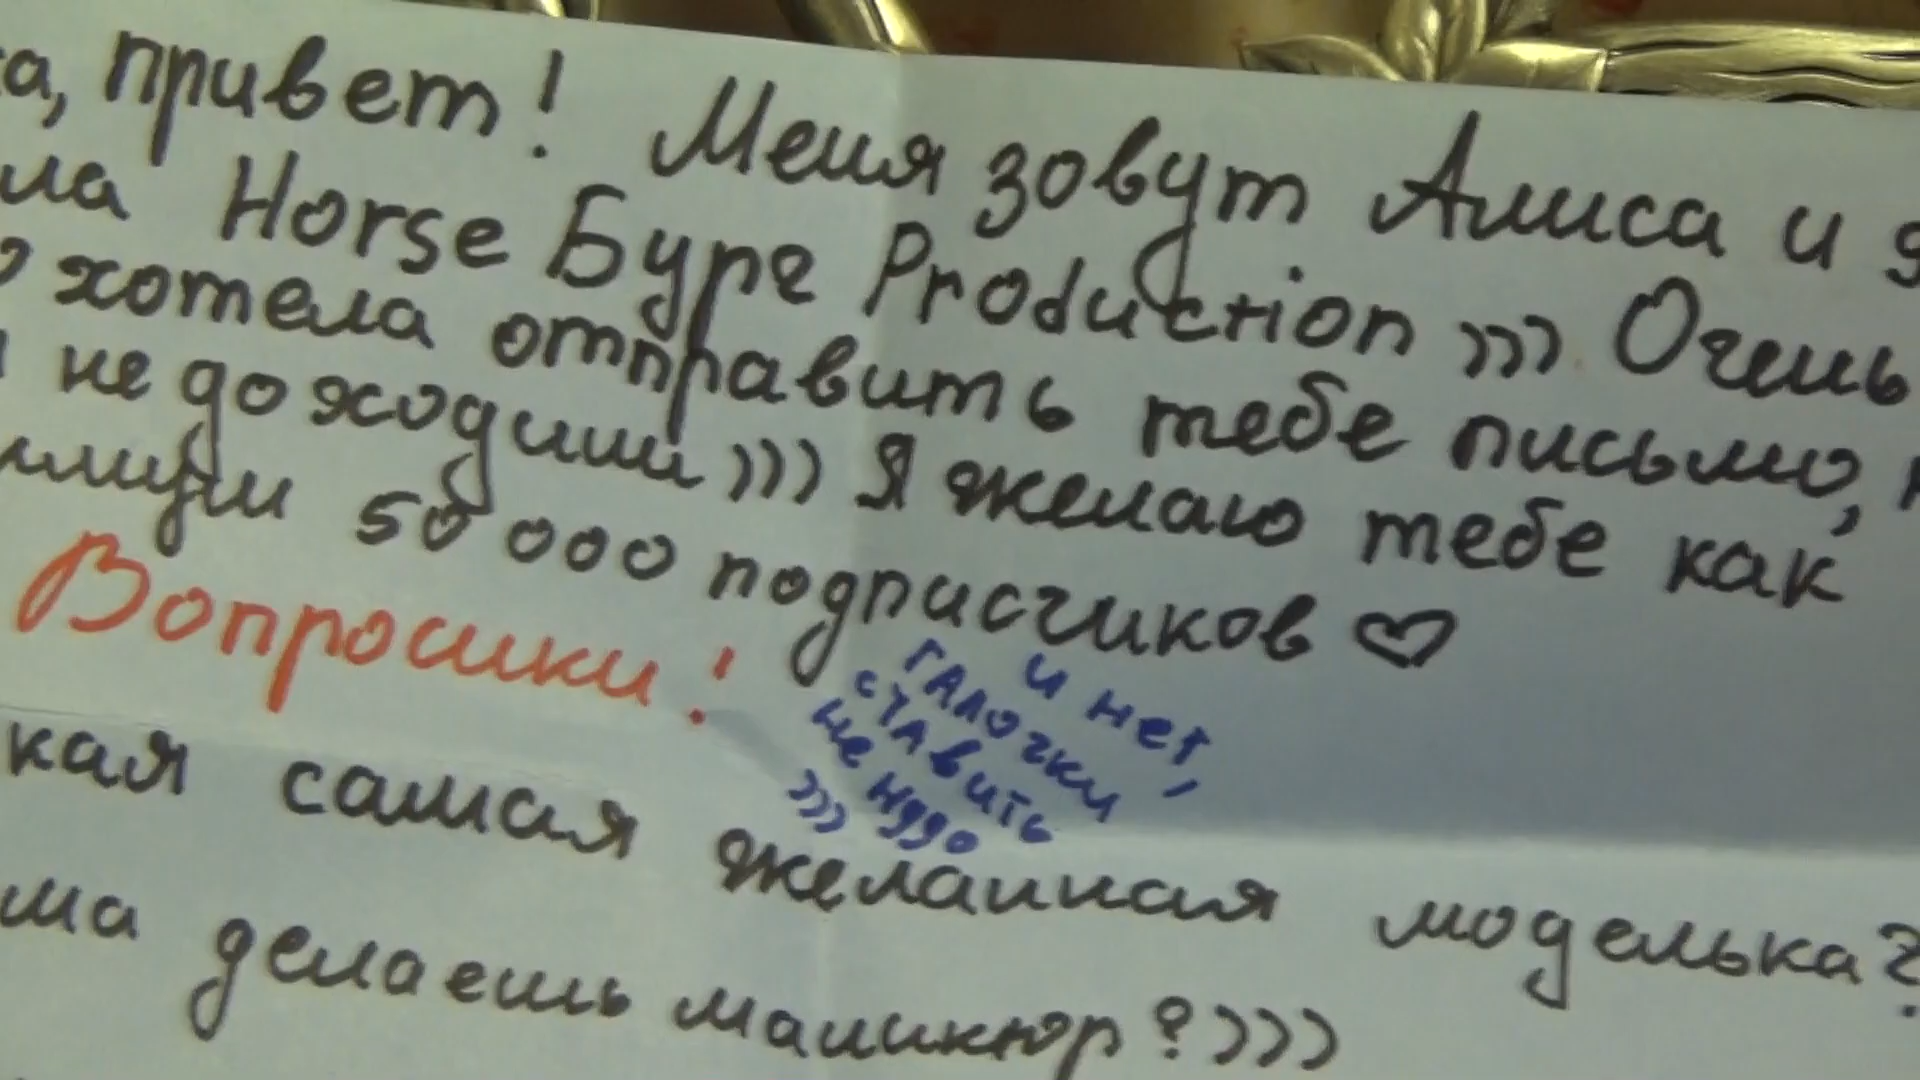 а, привет! Меня зовут Алиса и я
ла Horse Бург Production ))) Очень
о хотела отправить тебе письмо,
не доходили ))) Я желаю тебе как
50 000 подписчиков ♡
Вопросики!
и нет,
галочки
ставить
не надо
)))
кая самая желанная моделька?
ма делаешь маникюр?)))